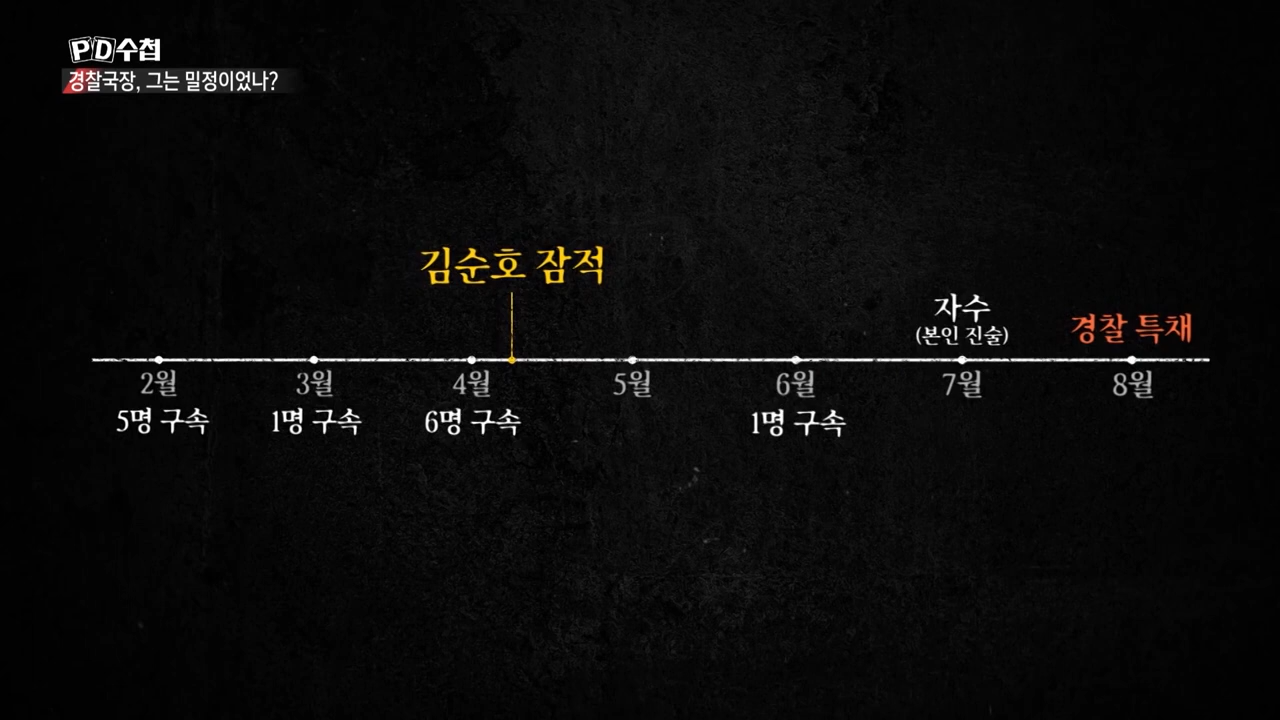 PD수첩
경찰국장, 그는 밀정이었나?
김순호 잠적
자수
(본인 진술)
경찰 특채
2월
3월
4월
5월
6월
7월
8월
5명 구속
1명 구속
6명 구속
1명 구속